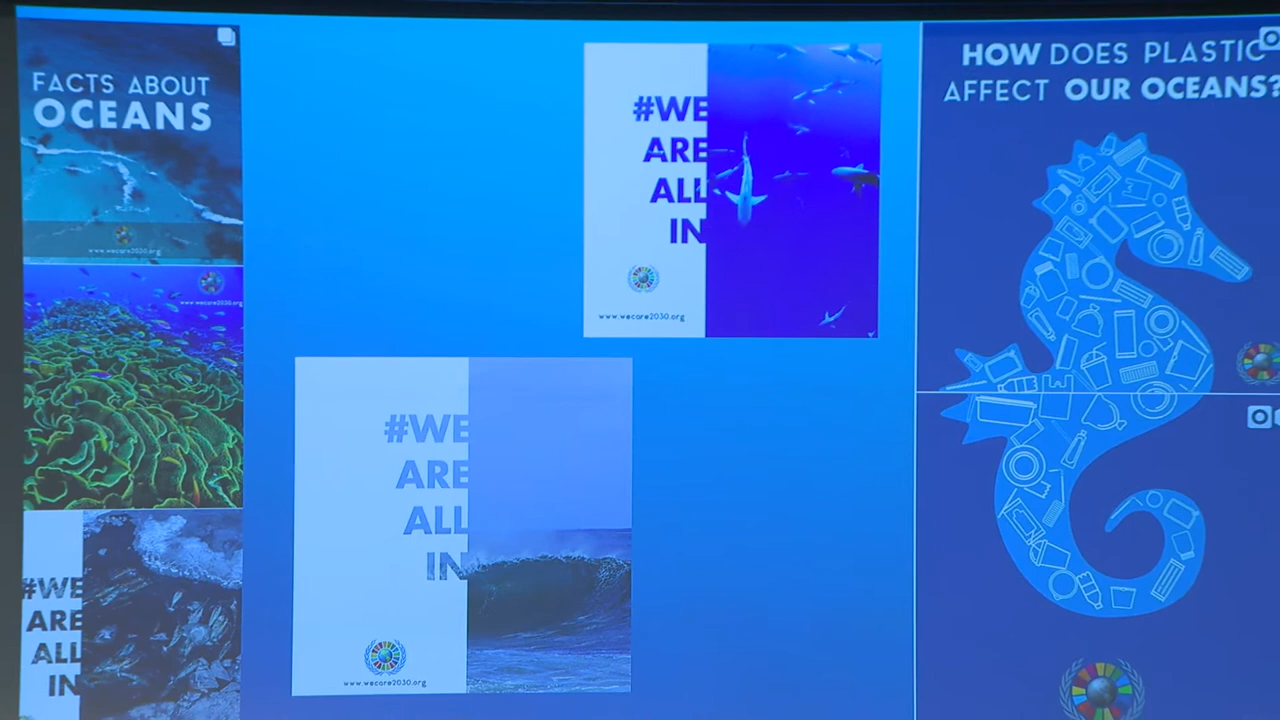 FACTS ABOUT
OCEANS
www.wecare2030.org
www.wecare2030.org
#WE
ARE
ALL
IN
#WE
ARE
ALL
IN
www.wecare2030.org
#WE
ARE
ALL
IN
www.wecare2030.org
HOW DOES PLASTIC
AFFECT OUR OCEANS?